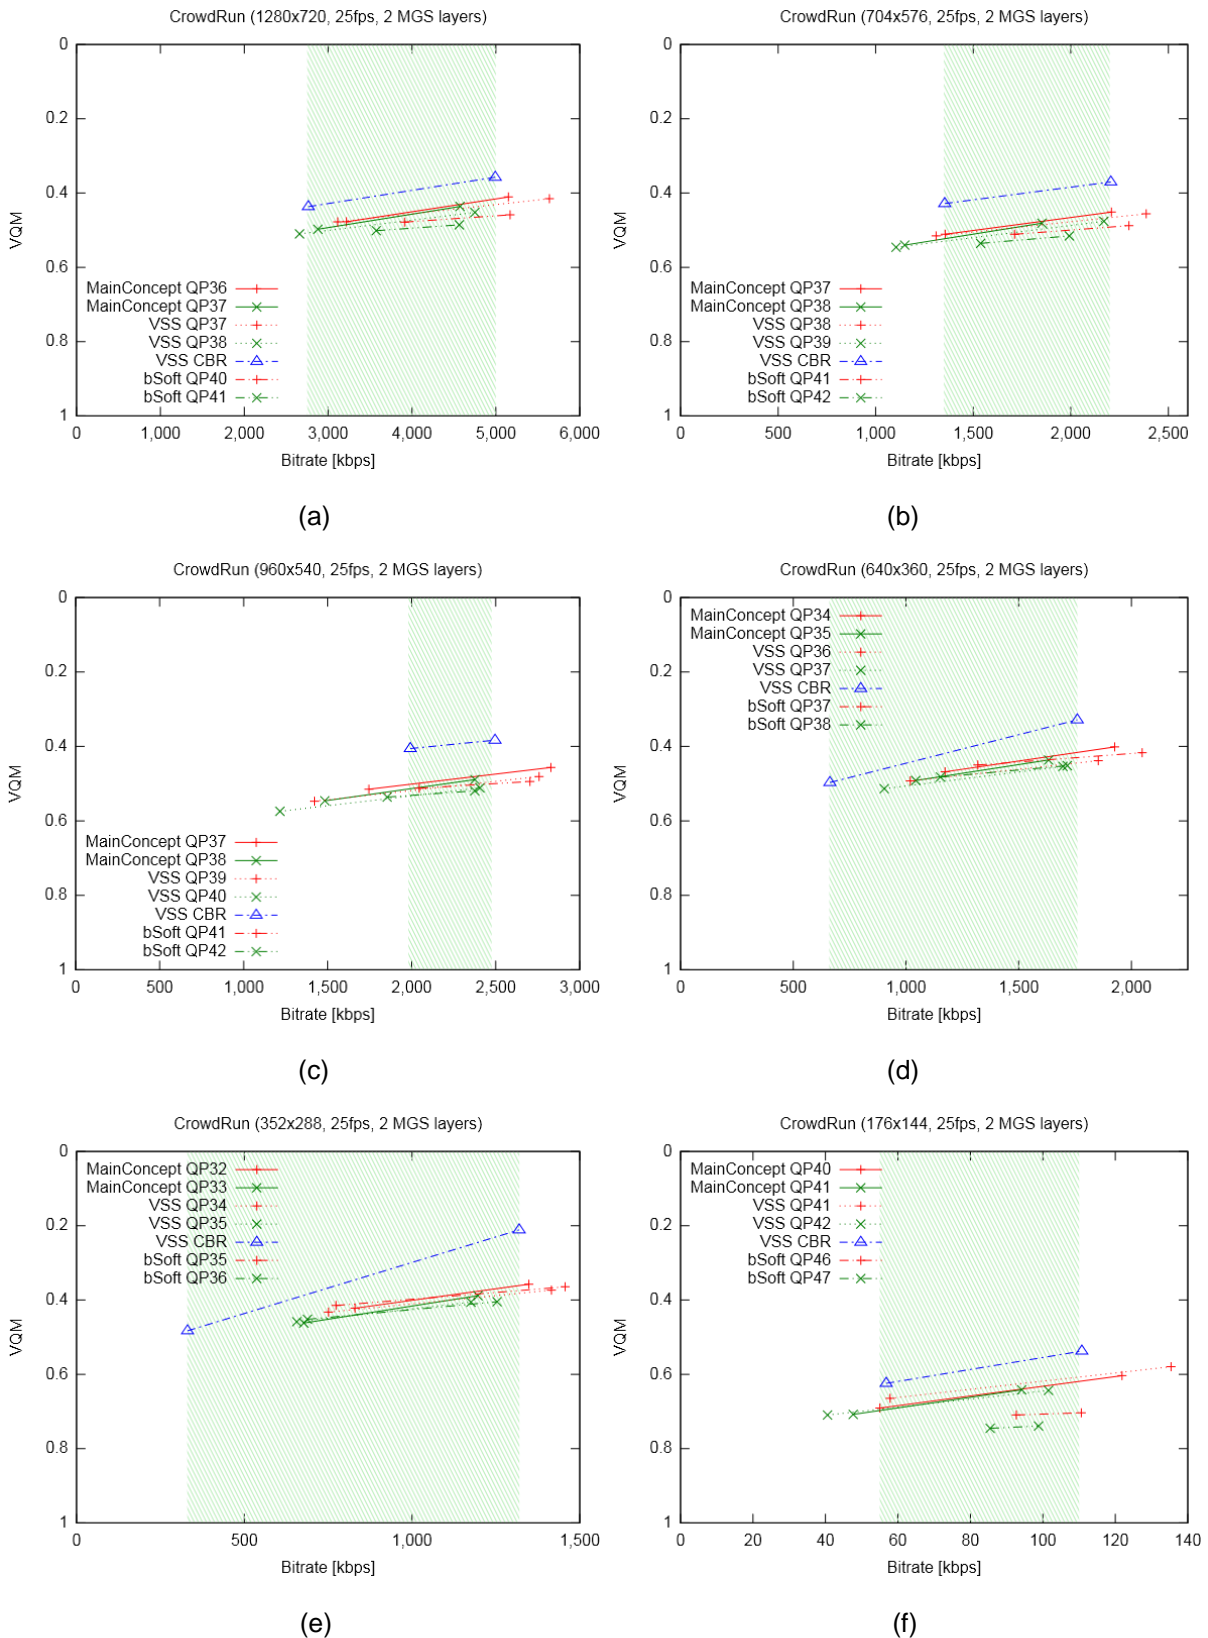 CrowdRun (1280x720, 25fps, 2 MGS layers)
0
0.2
0.4
0.6
0.8
1
VQM
MainConcept QP36
MainConcept QP37
VSS QP37
VSS QP38
VSS CBR
bSoft QP40
bSoft QP41
0 1,000 2,000 3,000 4,000 5,000 6,000
Bitrate [kbps]
(a)
CrowdRun (704x576, 25fps, 2 MGS layers)
0
0.2
0.4
0.6
0.8
1
VQM
MainConcept QP37
MainConcept QP38
VSS QP38
VSS QP39
VSS CBR
bSoft QP41
bSoft QP42
0 500 1,000 1,500 2,000 2,500
Bitrate [kbps]
(b)
CrowdRun (960x540, 25fps, 2 MGS layers)
0
0.2
0.4
0.6
0.8
1
VQM
MainConcept QP37
MainConcept QP38
VSS QP39
VSS QP40
VSS CBR
bSoft QP41
bSoft QP42
0 500 1,000 1,500 2,000 2,500 3,000
Bitrate [kbps]
(c)
CrowdRun (640x360, 25fps, 2 MGS layers)
0
0.2
0.4
0.6
0.8
1
VQM
MainConcept QP34
MainConcept QP35
VSS QP36
VSS QP37
VSS CBR
bSoft QP37
bSoft QP38
0 500 1,000 1,500 2,000
Bitrate [kbps]
(d)
CrowdRun (352x288, 25fps, 2 MGS layers)
0
0.2
0.4
0.6
0.8
1
VQM
MainConcept QP32
MainConcept QP33
VSS QP34
VSS QP35
VSS CBR
bSoft QP35
bSoft QP36
0 500 1,000 1,500
Bitrate [kbps]
(e)
CrowdRun (176x144, 25fps, 2 MGS layers)
0
0.2
0.4
0.6
0.8
1
VQM
MainConcept QP40
MainConcept QP41
VSS QP41
VSS QP42
VSS CBR
bSoft QP46
bSoft QP47
0 20 40 60 80 100 120 140
Bitrate [kbps]
(f)